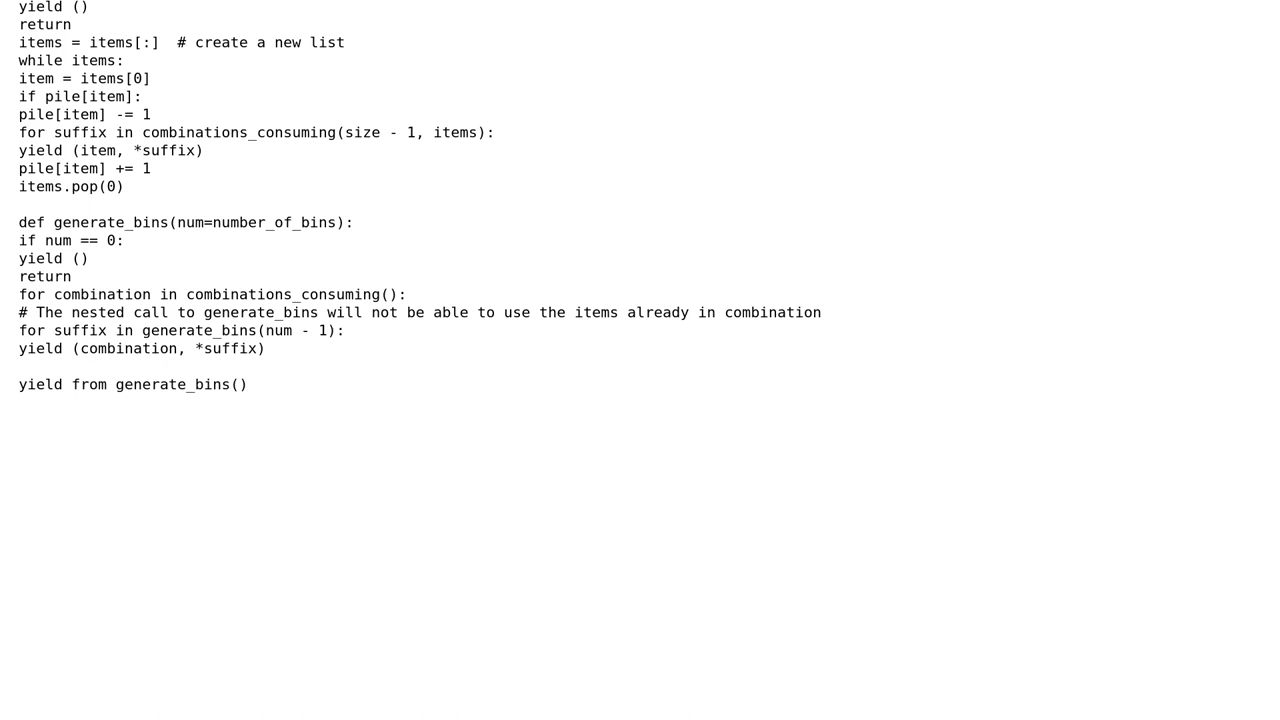 yield ()
return
items = items[:]  # create a new list
while items:
item = items[0]
if pile[item]:
pile[item] -= 1
for suffix in combinations_consuming(size - 1, items):
yield (item, *suffix)
pile[item] += 1
items.pop(0)

def generate_bins(num=number_of_bins):
if num == 0:
yield ()
return
for combination in combinations_consuming():
# The nested call to generate_bins will not be able to use the items already in combination
for suffix in generate_bins(num - 1):
yield (combination, *suffix)

yield from generate_bins()